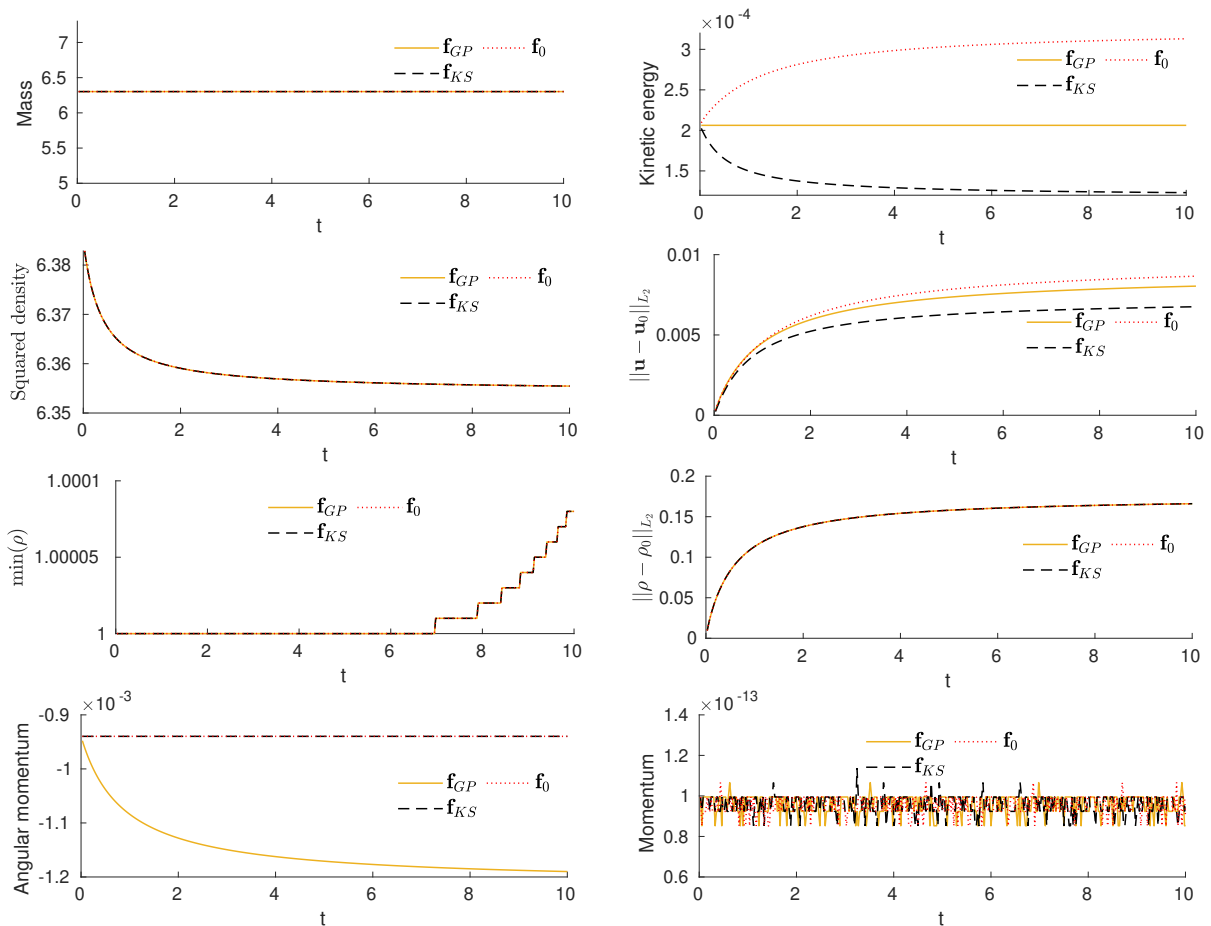 7
6.5
6
5.5
5
Mass
f_GP f_0
f_KS
0 2 4 6 8 10
t
×10^-4
3
2.5
2
1.5
Kinetic energy
f_GP f_0
f_KS
0 2 4 6 8 10
t
6.38
6.37
6.36
6.35
Squared density
f_GP f_0
f_KS
0 2 4 6 8 10
t
0.01
0.005
0
||u − u_0||_L_2
f_GP f_0
f_KS
0 2 4 6 8 10
t
1.0001
1.00005
1
min(ρ)
f_GP f_0
f_KS
0 2 4 6 8 10
t
0.2
0.15
0.1
0.05
0
||ρ − ρ_0||_L_2
f_GP f_0
f_KS
0 2 4 6 8 10
t
×10^-3
-0.9
-1
-1.1
-1.2
Angular momentum
f_GP f_0
f_KS
0 2 4 6 8 10
t
×10^-13
1.4
1.2
1
0.8
0.6
Momentum
f_GP f_0
f_KS
0 2 4 6 8 10
t